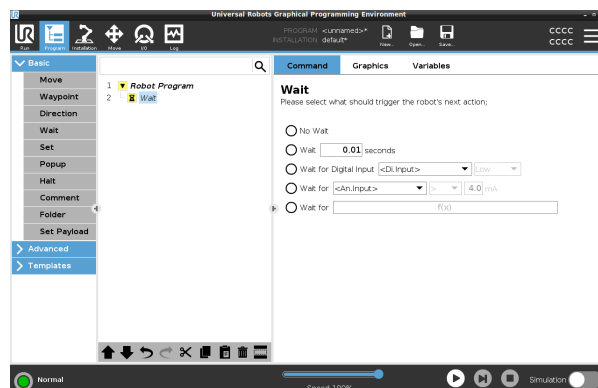 Universal Robots Graphical Programming Environment
Run Program Installation Move I/O Log
PROGRAM <unnamed>*
INSTALLATION default*
New... Open... Save...
CCCC
CCCC
Basic
Move
Waypoint
Direction
Wait
Set
Popup
Halt
Comment
Folder
Set Payload
Advanced
Templates
1 Robot Program
2 Wait
Command Graphics Variables
Wait
Please select what should trigger the robot's next action;
No Wait
Wait 0.01 seconds
Wait for Digital Input <Di.Input> Low
Wait for <An.Input> > 4.0 mA
Wait for f(x)
Normal
Speed 100%
Simulation